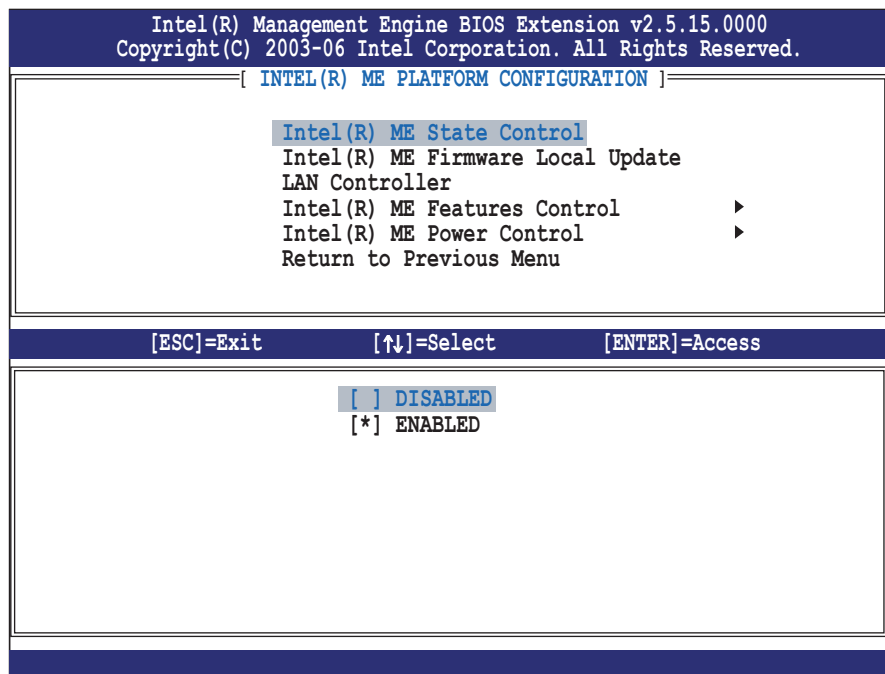 Intel(R) Management Engine BIOS Extension v2.5.15.0000
Copyright(C) 2003-06 Intel Corporation. All Rights Reserved.
[ INTEL(R) ME PLATFORM CONFIGURATION ]
Intel(R) ME State Control
Intel(R) ME Firmware Local Update
LAN Controller
Intel(R) ME Features Control
Intel(R) ME Power Control
Return to Previous Menu
[ESC]=Exit [↑↓]=Select [ENTER]=Access
[ ] DISABLED
[*] ENABLED